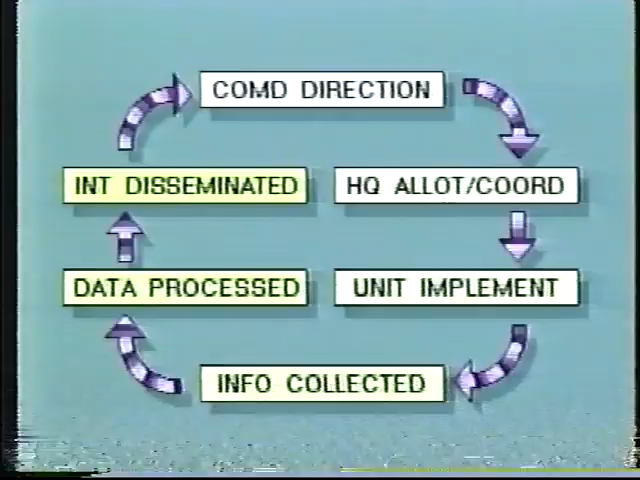 COMD DIRECTION
INT DISSEMINATED
HQ ALLOT/COORD
DATA PROCESSED
UNIT IMPLEMENT
INFO COLLECTED